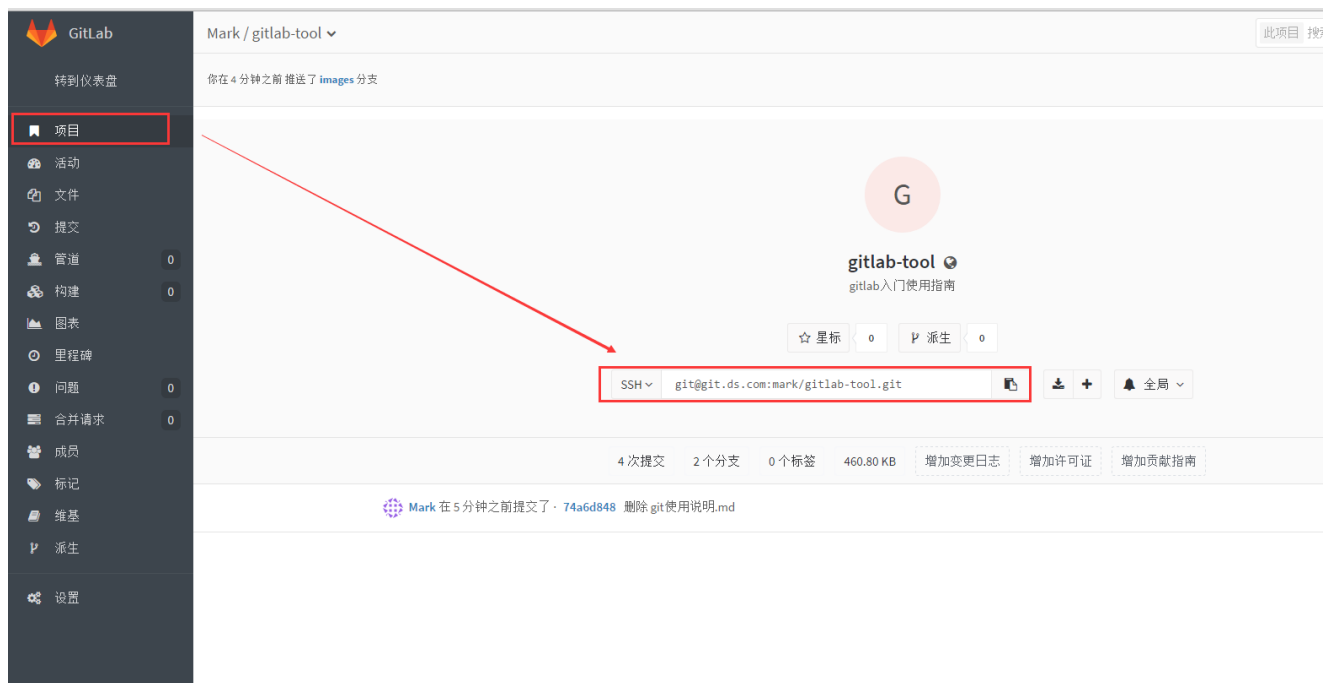 GitLab
Mark / gitlab-tool
此项目 搜
转到仪表盘
你在 4 分钟之前 推送了 images 分支
项目
活动
文件
提交
管道 0
构建 0
图表
里程碑
问题 0
合并请求 0
成员
标记
维基
派生
设置
G
gitlab-tool
gitlab入门使用指南
星标 0 派生 0
SSH git@git.ds.com:mark/gitlab-tool.git 全局
4 次提交 2 个分支 0 个标签 460.80 KB 增加变更日志 增加许可证 增加贡献指南
Mark 在 5 分钟之前提交了 · 74a6d848 删除 git使用说明.md